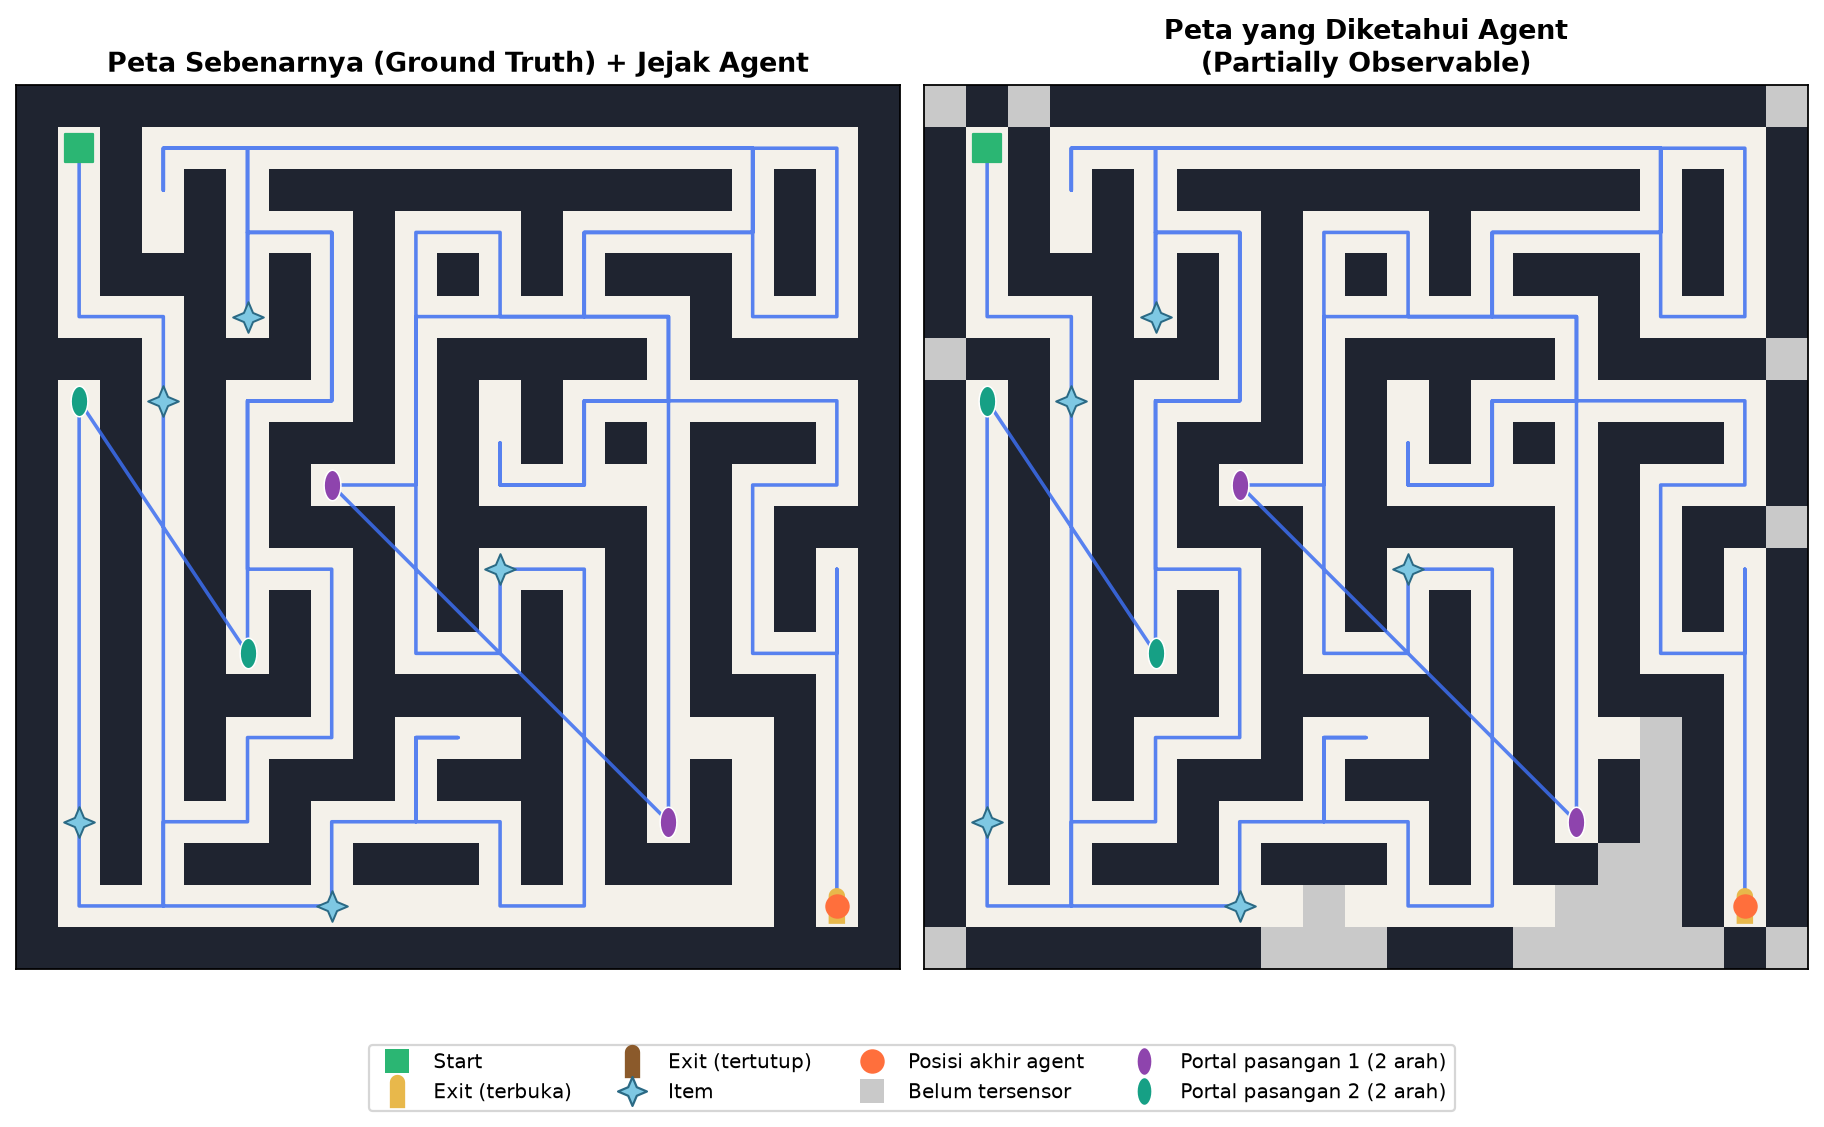 Peta Sebenarnya (Ground Truth) + Jejak Agent
Peta yang Diketahui Agent
(Partially Observable)
Start
Exit (terbuka)
Exit (tertutup)
Item
Posisi akhir agent
Belum tersensor
Portal pasangan 1 (2 arah)
Portal pasangan 2 (2 arah)